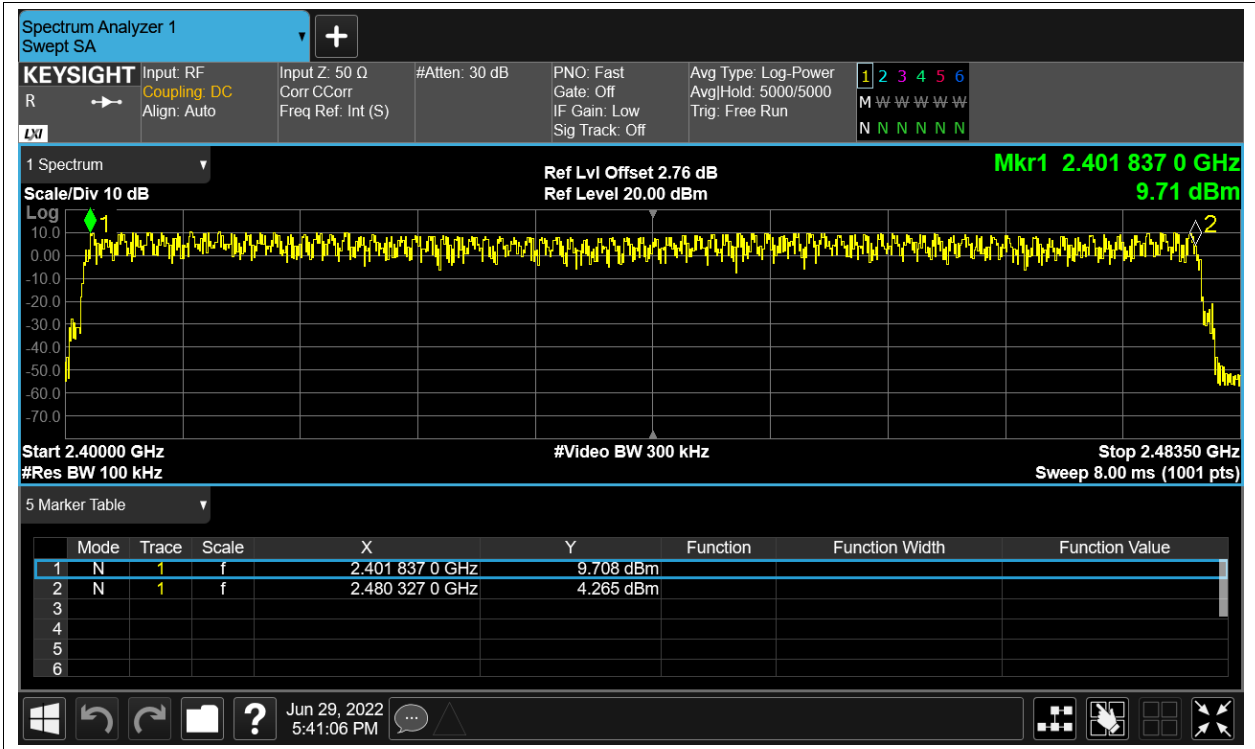 Spectrum Analyzer 1
Swept SA
KEYSIGHT
R
LXI
Input: RF
Coupling: DC
Align: Auto
Input Z: 50 Ω
Corr CCorr
Freq Ref: Int (S)
#Atten: 30 dB
PNO: Fast
Gate: Off
IF Gain: Low
Sig Track: Off
Avg Type: Log-Power
Avg|Hold: 5000/5000
Trig: Free Run
1 2 3 4 5 6
M W W W W W
N N N N N N
1 Spectrum
Scale/Div 10 dB
Ref Lvl Offset 2.76 dB
Ref Level 20.00 dBm
Mkr1 2.401 837 0 GHz
9.71 dBm
Log
1
2
10.0
0.00
-10.0
-20.0
-30.0
-40.0
-50.0
-60.0
-70.0
Start 2.40000 GHz
#Res BW 100 kHz
#Video BW 300 kHz
Stop 2.48350 GHz
Sweep 8.00 ms (1001 pts)
5 Marker Table
Mode Trace Scale X Y Function Function Width Function Value
1 N 1 f 2.401 837 0 GHz 9.708 dBm
2 N 1 f 2.480 327 0 GHz 4.265 dBm
3
4
5
6
?
Jun 29, 2022
5:41:06 PM